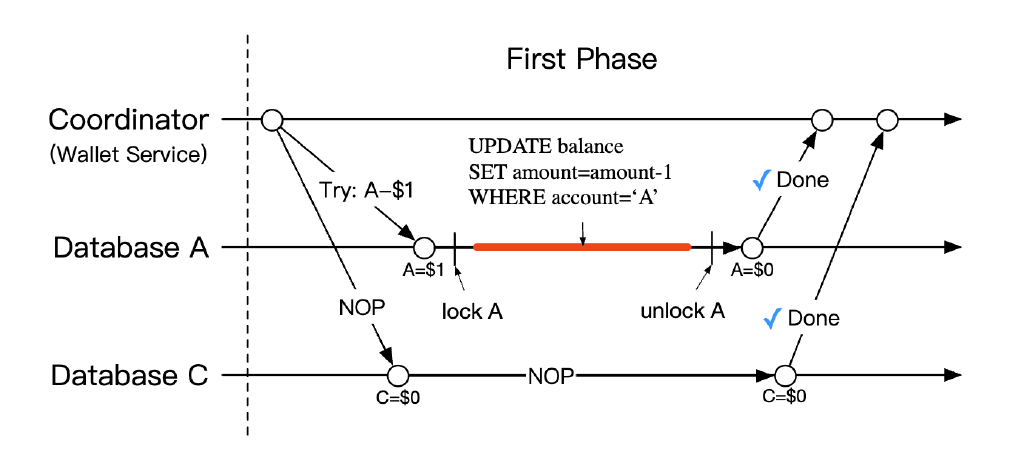 First Phase
Coordinator
(Wallet Service)
UPDATE balance
SET amount=amount-1
WHERE account=‘A’
Try: A–$1
✓ Done
Database A
A=$1
A=$0
NOP
lock A
unlock A
✓ Done
Database C
NOP
C=$0
C=$0